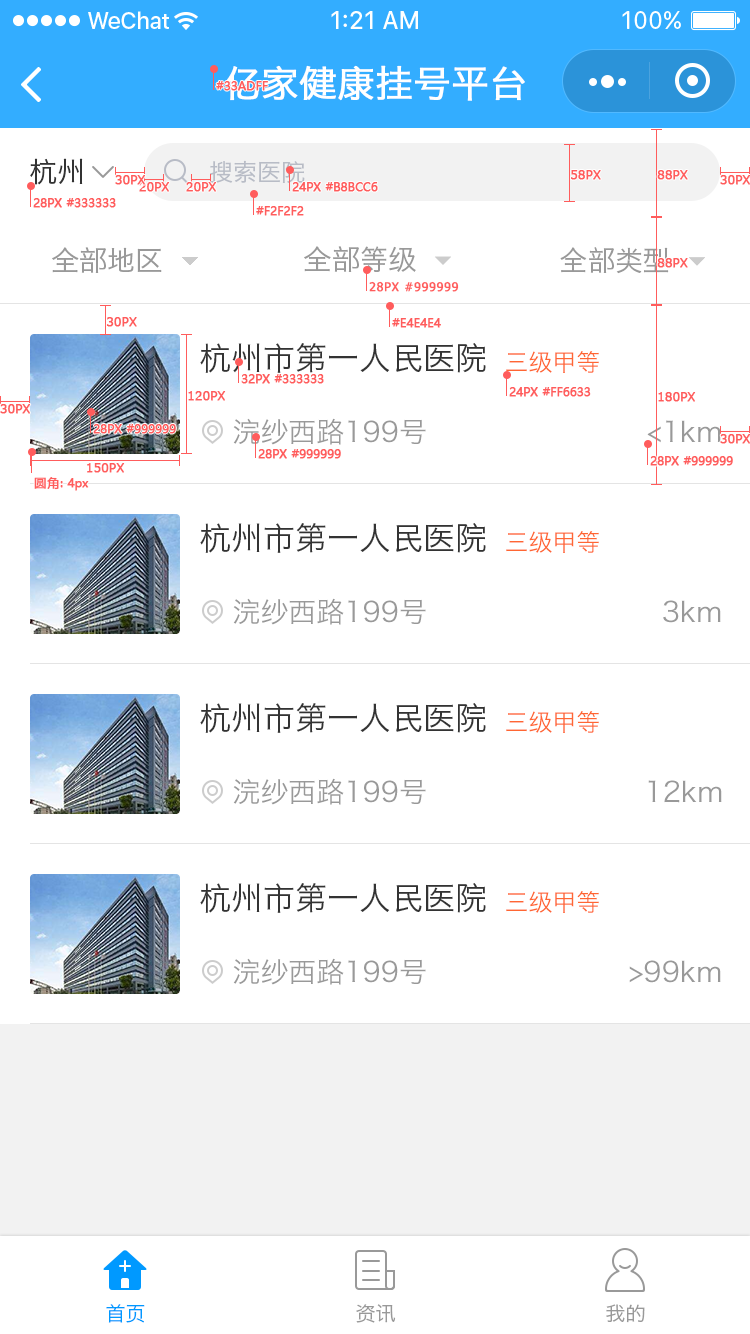 WeChat 1:21 AM 100%
亿家健康挂号平台
#33ADFF
杭州 搜索医院
30PX 20PX 20PX 24PX #B8BCC6 58PX 88PX 30PX
28PX #333333 #F2F2F2
全部地区 全部等级 全部类型
88PX
28PX #999999
30PX #E4E4E4
杭州市第一人民医院 三级甲等
32PX #333333 24PX #FF6633
30PX 120PX 180PX
28PX #999999
浣纱西路199号 <1km
30PX
28PX #999999 28PX #999999
150PX
圆角: 4px
杭州市第一人民医院 三级甲等
浣纱西路199号 3km
杭州市第一人民医院 三级甲等
浣纱西路199号 12km
杭州市第一人民医院 三级甲等
浣纱西路199号 >99km
首页 资讯 我的